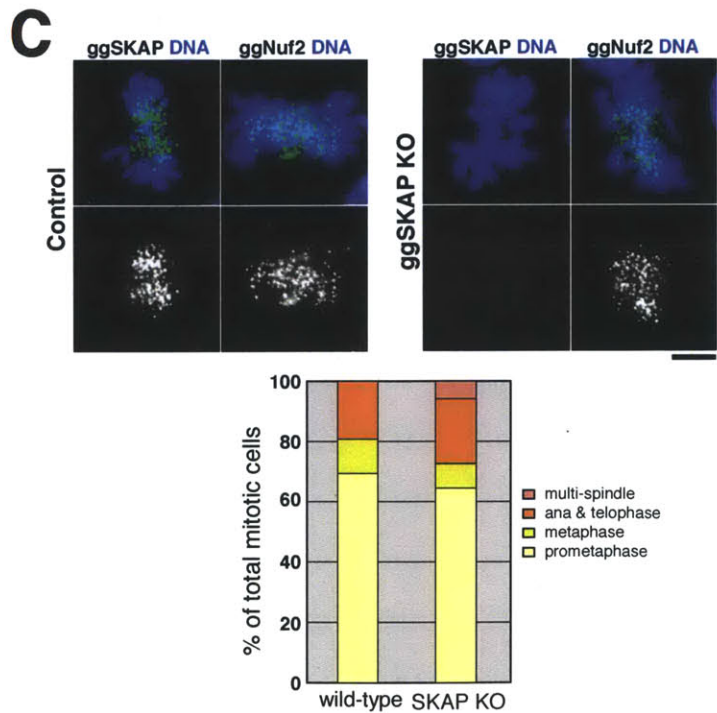 C
ggSKAP DNA ggNuf2 DNA
Control
ggSKAP DNA ggNuf2 DNA
ggSKAP KO
% of total mitotic cells
100
80
60
40
20
0
wild-type SKAP KO
multi-spindle
ana & telophase
metaphase
prometaphase